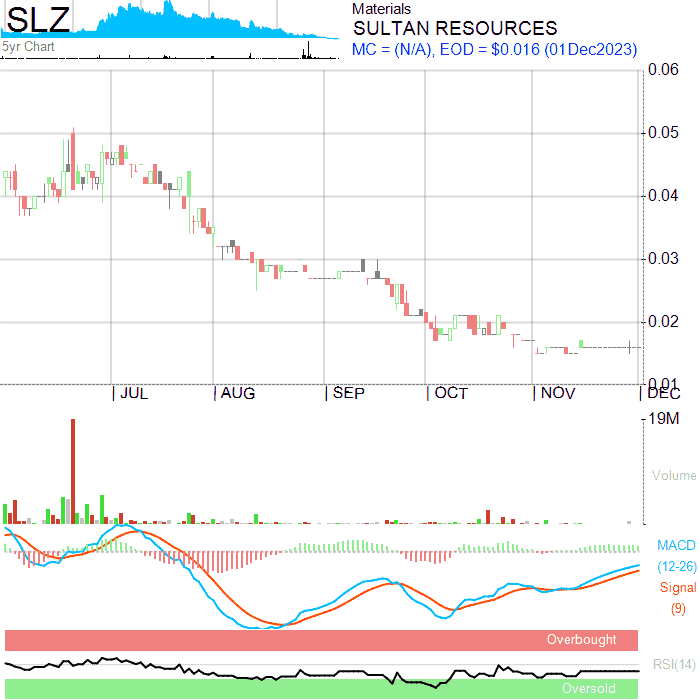 SLZ
5yr Chart
Materials
SULTAN RESOURCES
MC = (N/A), EOD = $0.016 (01Dec2023)
0.06
0.05
0.04
0.03
0.02
0.01
JUL AUG SEP OCT NOV DEC
19M
Volume
MACD
(12-26)
Signal
(9)
Overbought
RSI(14)
Oversold